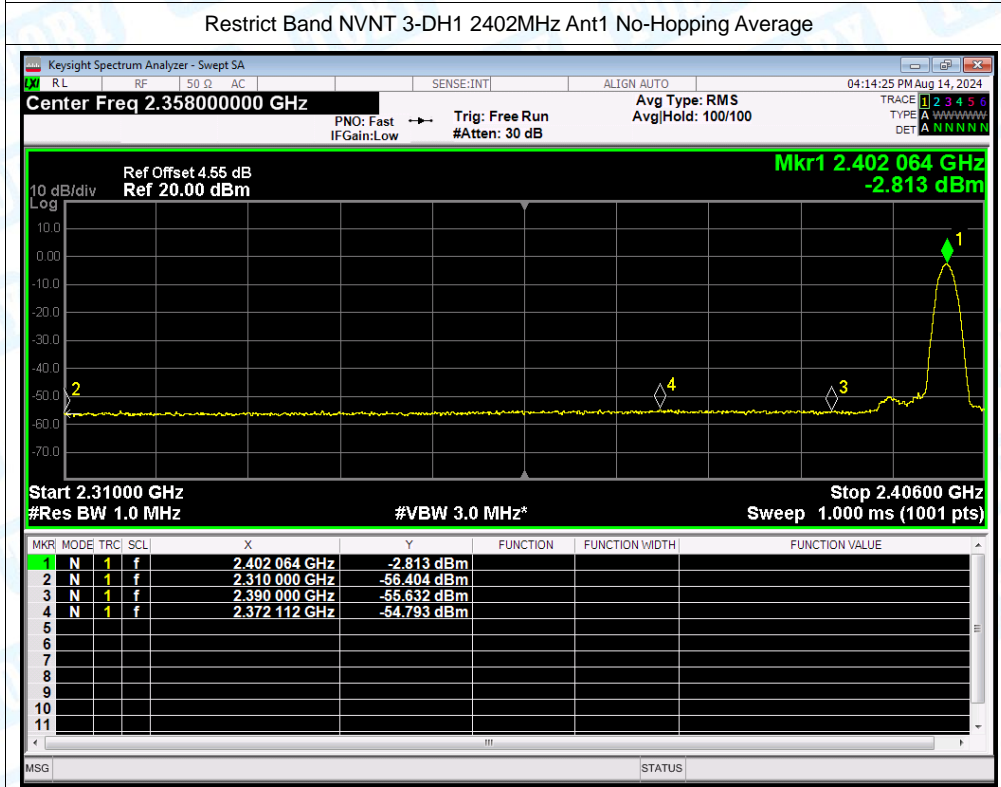 Restrict Band NVNT 3-DH1 2402MHz Ant1 No-Hopping Average
Keysight Spectrum Analyzer - Swept SA
LXI RL RF 50 Ω AC SENSE:INT ALIGN AUTO 04:14:25 PM Aug 14, 2024
Center Freq 2.358000000 GHz Avg Type: RMS TRACE 1 2 3 4 5 6
PNO: Fast Trig: Free Run Avg|Hold: 100/100 TYPE A WWWWW
IFGain:Low #Atten: 30 dB DET A N N N N N
Mkr1 2.402 064 GHz
Ref Offset 4.55 dB
10 dB/div Ref 20.00 dBm -2.813 dBm
Log
10.0
1
0.00
-10.0
-20.0
-30.0
-40.0
2 4 3
-50.0
-60.0
-70.0
Start 2.31000 GHz Stop 2.40600 GHz
#Res BW 1.0 MHz #VBW 3.0 MHz* Sweep 1.000 ms (1001 pts)
MKR MODE TRC SCL X Y FUNCTION FUNCTION WIDTH FUNCTION VALUE
1 N 1 f 2.402 064 GHz -2.813 dBm
2 N 1 f 2.310 000 GHz -56.404 dBm
3 N 1 f 2.390 000 GHz -55.632 dBm
4 N 1 f 2.372 112 GHz -54.793 dBm
5
6
7
8
9
10
11
MSG STATUS